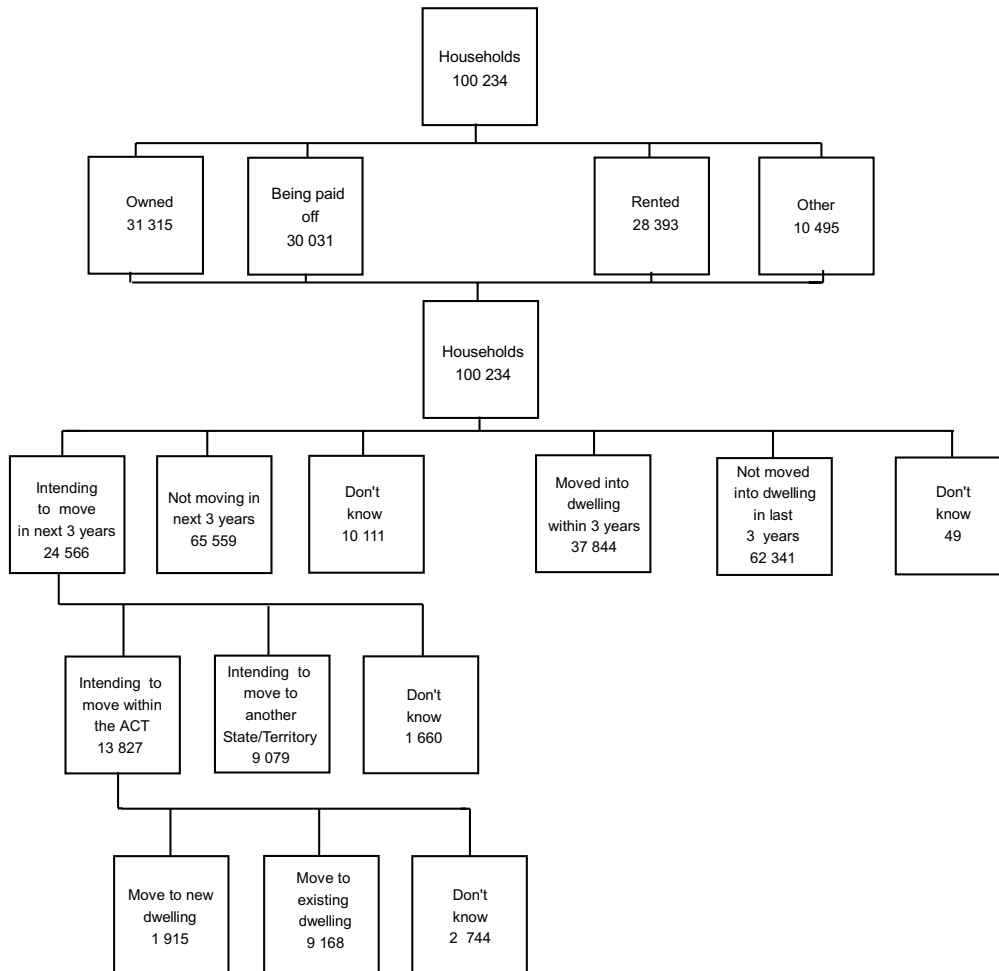 Households
100 234
Owned
31 315
Being paid
off
30 031
Rented
28 393
Other
10 495
Households
100 234
Intending
to move
in next 3 years
24 566
Not moving in
next 3 years
65 559
Don't
know
10 111
Moved into
dwelling
within 3 years
37 844
Not moved
into dwelling
in last
3 years
62 341
Don't
know
49
Intending to
move within
the ACT
13 827
Intending to
move to
another
State/Territory
9 079
Don't
know
1 660
Move to new
dwelling
1 915
Move to
existing
dwelling
9 168
Don't
know
2 744